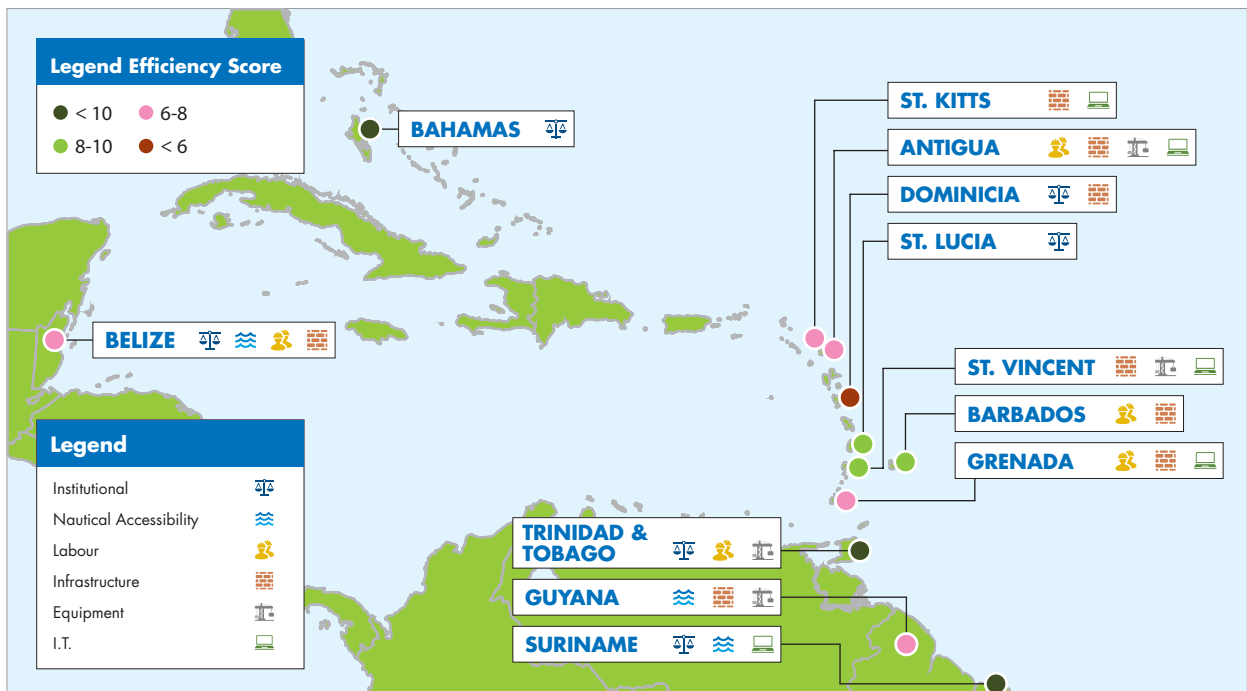 Legend Efficiency Score
< 10
6-8
8-10
< 6
BAHAMAS
ST. KITTS
ANTIGUA
DOMINICIA
ST. LUCIA
BELIZE
ST. VINCENT
BARBADOS
GRENADA
Legend
Institutional
Nautical Accessibility
Labour
Infrastructure
Equipment
I.T.
TRINIDAD &
TOBAGO
GUYANA
SURINAME